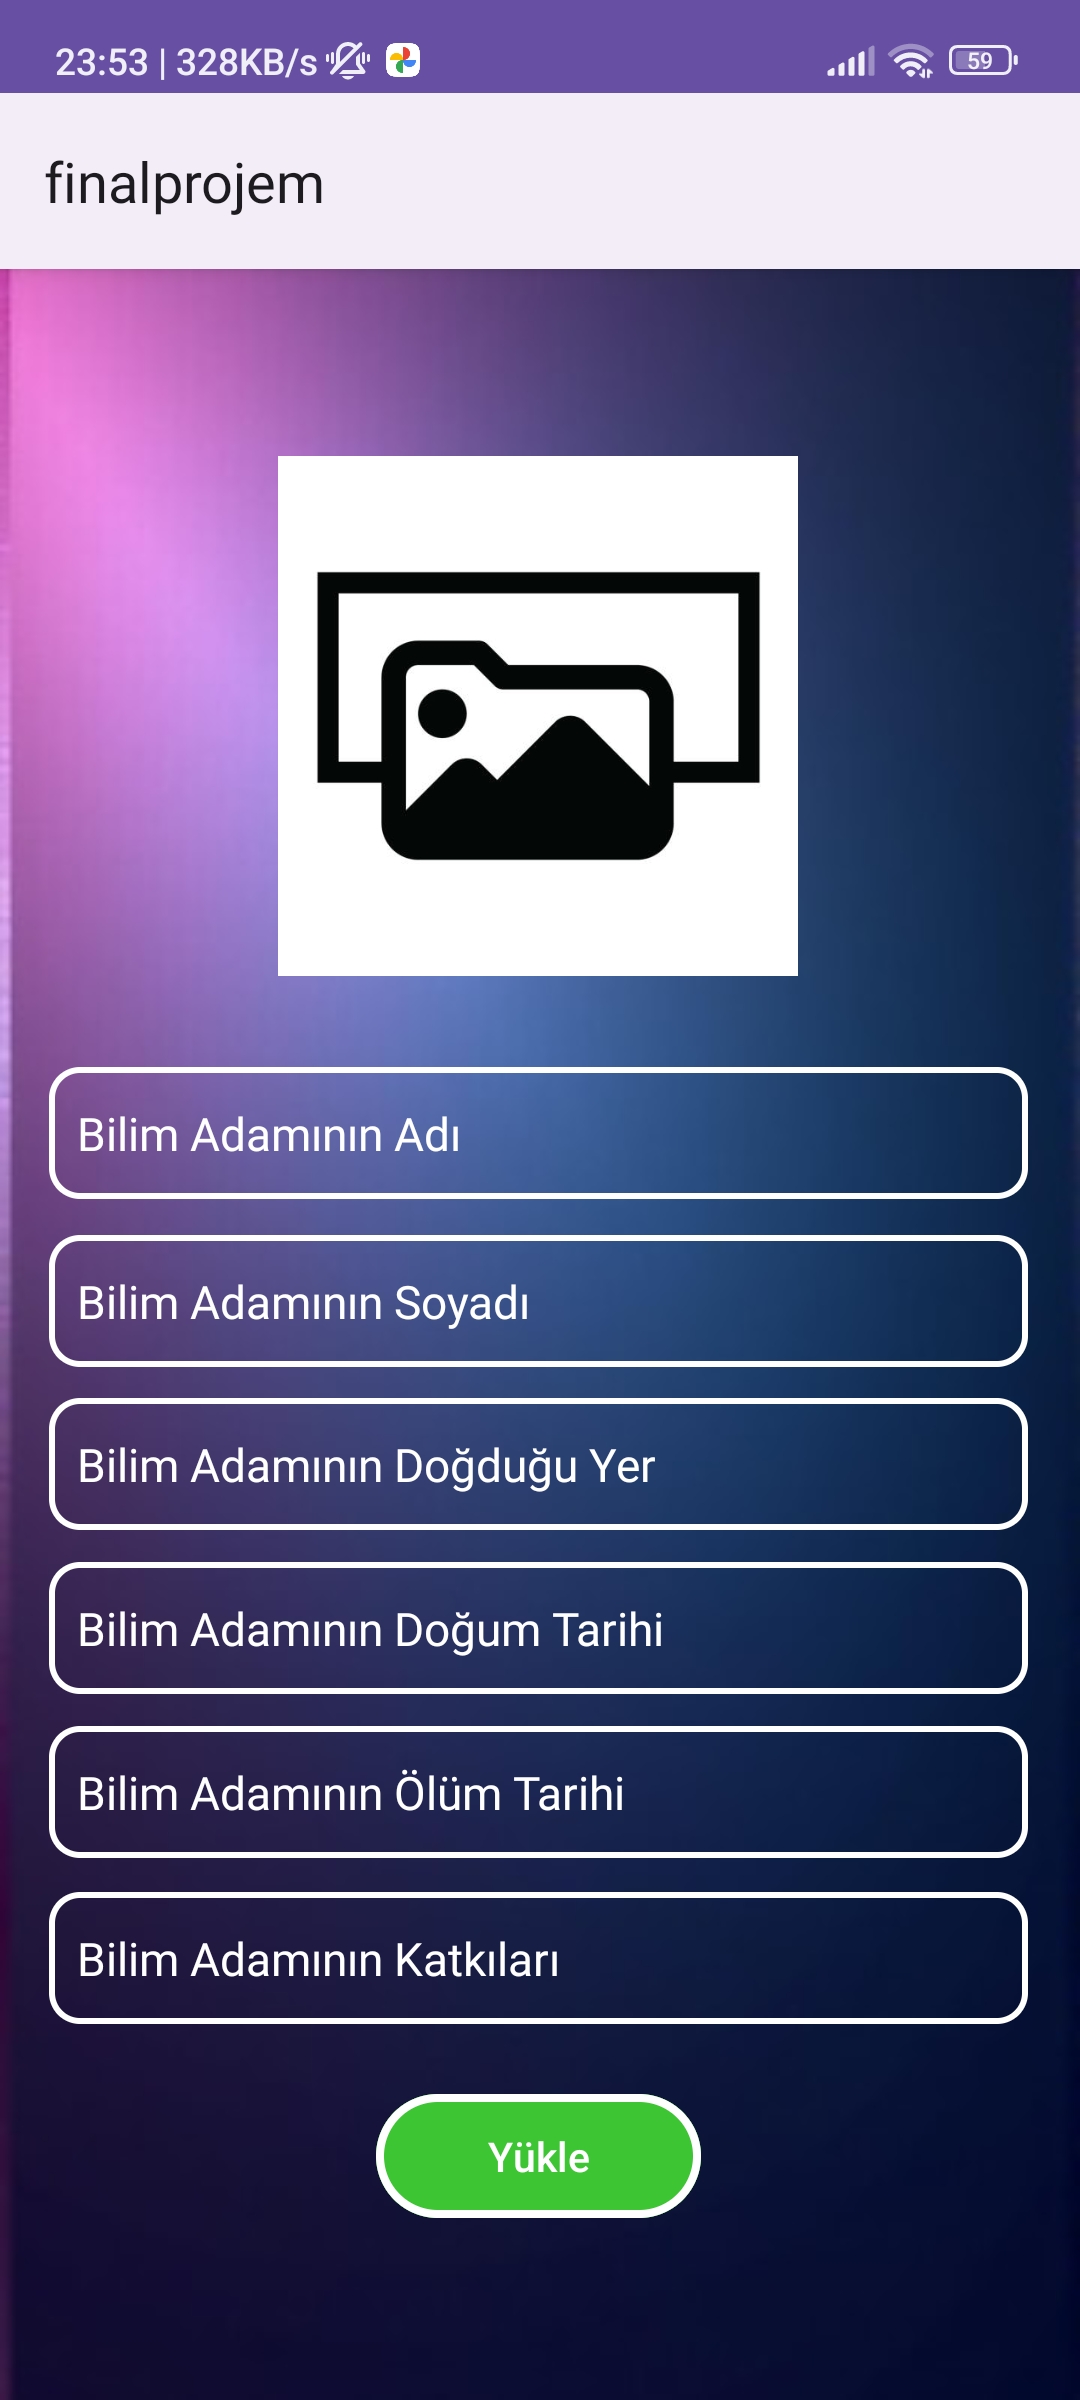 23:53 | 328KB/s 59
finalprojem
Bilim Adamının Adı
Bilim Adamının Soyadı
Bilim Adamının Doğduğu Yer
Bilim Adamının Doğum Tarihi
Bilim Adamının Ölüm Tarihi
Bilim Adamının Katkıları
Yükle